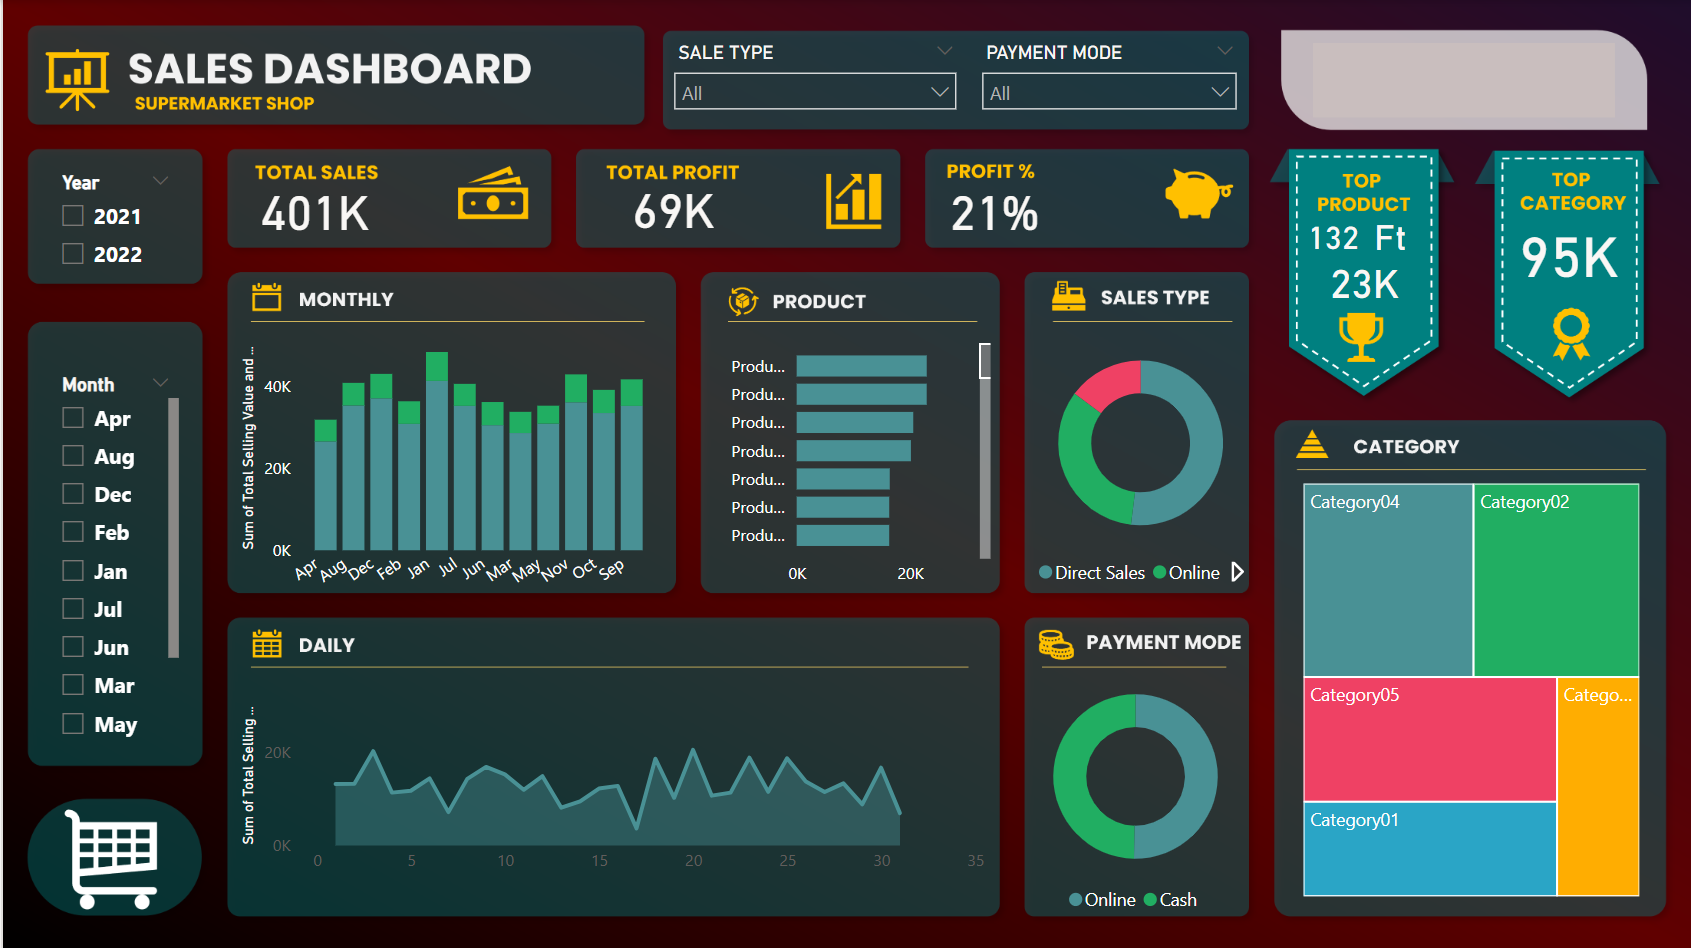 SALES DASHBOARD
SUPERMARKET SHOP
SALE TYPE
All
PAYMENT MODE
All
Year
2021
2022
TOTAL SALES
401K
TOTAL PROFIT
69K
PROFIT %
21%
TOP
PRODUCT
132 Ft
23K
TOP
CATEGORY
95K
Month
Apr
Aug
Dec
Feb
Jan
Jul
Jun
Mar
May
MONTHLY
Sum of Total Selling Value and ...
40K
20K
0K
Apr Aug Dec Feb Jan Jul Jun Mar May Nov Oct Sep
PRODUCT
Produ...
Produ...
Produ...
Produ...
Produ...
Produ...
Produ...
0K 20K
SALES TYPE
Direct Sales Online
CATEGORY
Category04
Category02
Category05
Catego...
Category01
DAILY
Sum of Total Selling ...
20K
0K
0 5 10 15 20 25 30 35
PAYMENT MODE
Online Cash